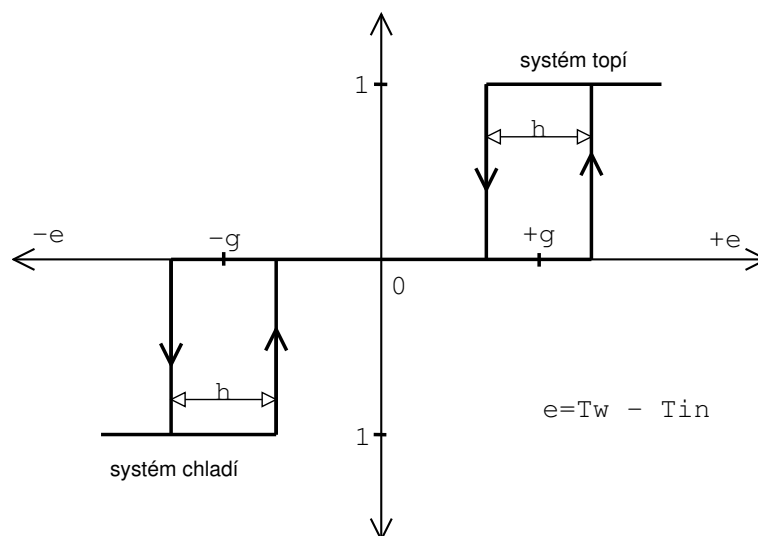 systém topí
1
h
−e
−g
+g
+e
0
h
e=Tw − Tin
1
systém chladí